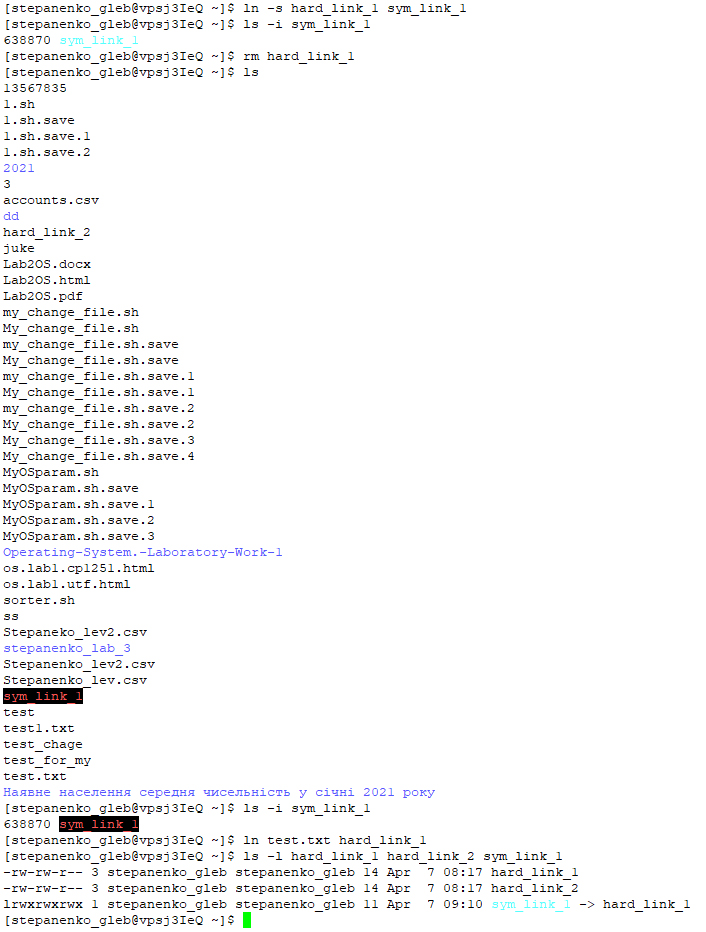 [stepanenko_gleb@vpsj3IeQ ~]$ ln -s hard_link_1 sym_link_1
[stepanenko_gleb@vpsj3IeQ ~]$ ls -i sym_link_1
638870 sym_link_1
[stepanenko_gleb@vpsj3IeQ ~]$ rm hard_link_1
[stepanenko_gleb@vpsj3IeQ ~]$ ls
13567835
1.sh
1.sh.save
1.sh.save.1
1.sh.save.2
2021
3
accounts.csv
dd
hard_link_2
juke
Lab2OS.docx
Lab2OS.html
Lab2OS.pdf
my_change_file.sh
My_change_file.sh
my_change_file.sh.save
My_change_file.sh.save
my_change_file.sh.save.1
My_change_file.sh.save.1
my_change_file.sh.save.2
My_change_file.sh.save.2
My_change_file.sh.save.3
My_change_file.sh.save.4
MyOSparam.sh
MyOSparam.sh.save
MyOSparam.sh.save.1
MyOSparam.sh.save.2
MyOSparam.sh.save.3
Operating-System.-Laboratory-Work-1
os.lab1.cp1251.html
os.lab1.utf.html
sorter.sh
ss
Stepaneko_lev2.csv
stepanenko_lab_3
Stepanenko_lev2.csv
Stepanenko_lev.csv
sym_link_1
test
test1.txt
test_chage
test_for_my
test.txt
Наявне населення середня чисельність у січні 2021 року
[stepanenko_gleb@vpsj3IeQ ~]$ ls -i sym_link_1
638870 sym_link_1
[stepanenko_gleb@vpsj3IeQ ~]$ ln test.txt hard_link_1
[stepanenko_gleb@vpsj3IeQ ~]$ ls -l hard_link_1 hard_link_2 sym_link_1
-rw-rw-r-- 3 stepanenko_gleb stepanenko_gleb 14 Apr  7 08:17 hard_link_1
-rw-rw-r-- 3 stepanenko_gleb stepanenko_gleb 14 Apr  7 08:17 hard_link_2
lrwxrwxrwx 1 stepanenko_gleb stepanenko_gleb 11 Apr  7 09:10 sym_link_1 -> hard_link_1
[stepanenko_gleb@vpsj3IeQ ~]$